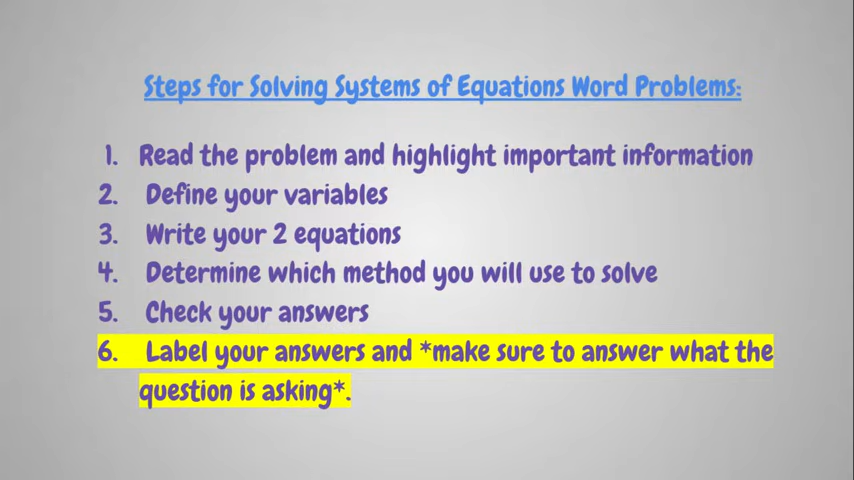 Steps for Solving Systems of Equations Word Problems:
1. Read the problem and highlight important information
2. Define your variables
3. Write your 2 equations
4. Determine which method you will use to solve
5. Check your answers
6. Label your answers and *make sure to answer what the
question is asking*.